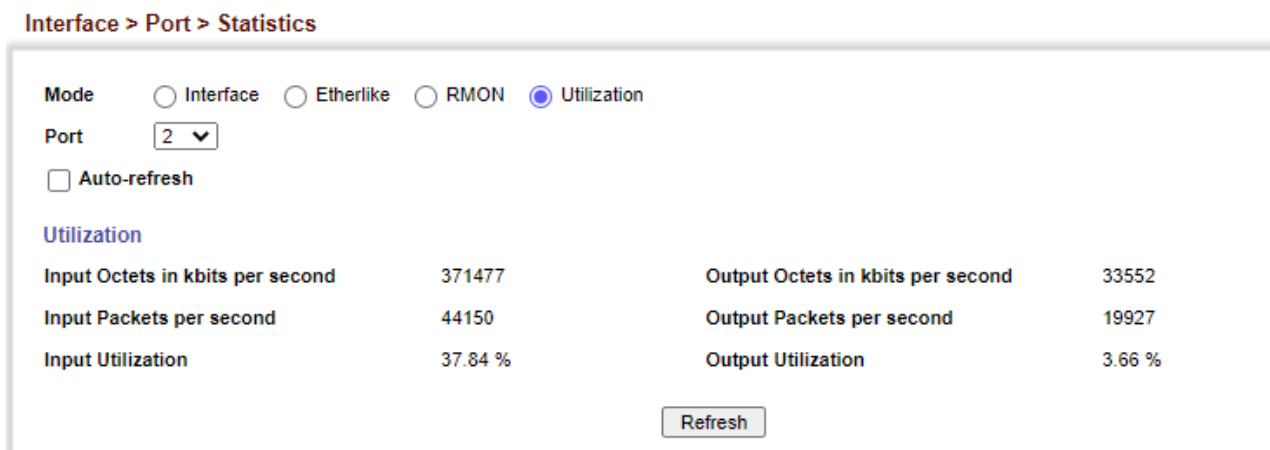 Interface > Port > Statistics
Mode Interface Etherlike RMON Utilization
Port 2
Auto-refresh
Utilization
Input Octets in kbits per second 371477 Output Octets in kbits per second 33552
Input Packets per second 44150 Output Packets per second 19927
Input Utilization 37.84 % Output Utilization 3.66 %
Refresh